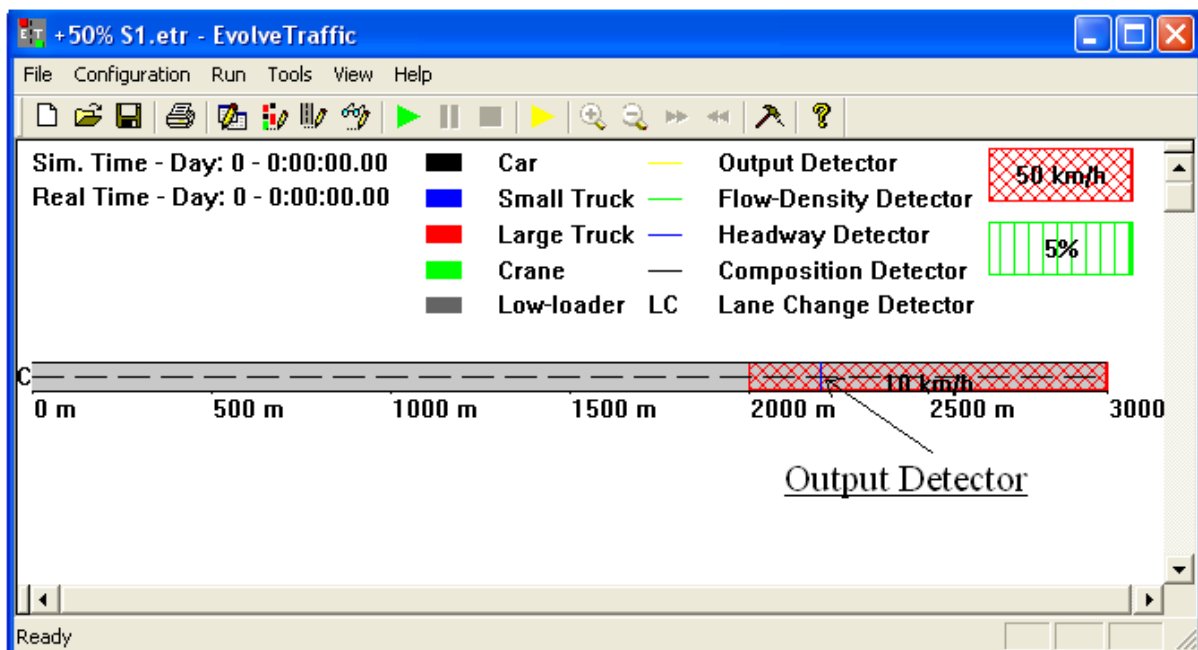 +50% S1.etr - EvolveTraffic
File Configuration Run Tools View Help
Sim. Time - Day: 0 - 0:00:00.00
Real Time - Day: 0 - 0:00:00.00
Car
Small Truck
Large Truck
Crane
Low-loader
Output Detector
Flow-Density Detector
Headway Detector
Composition Detector
LC Lane Change Detector
50 km/h
5%
C
10 km/h
0 m 500 m 1000 m 1500 m 2000 m 2500 m 3000
Output Detector
Ready